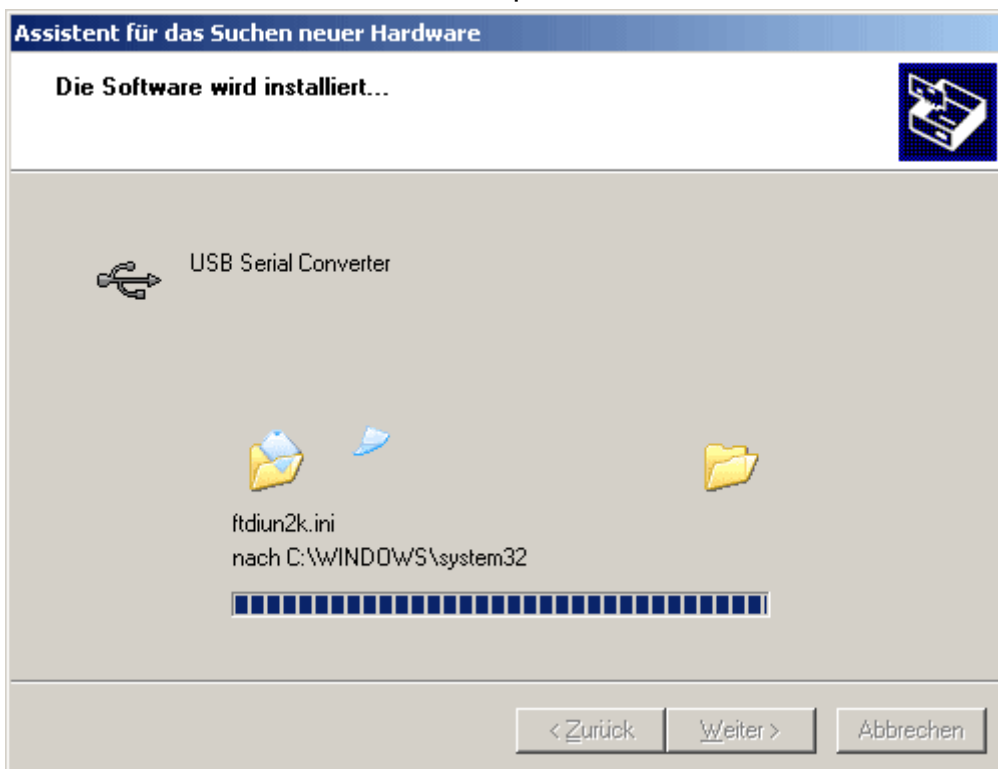 Assistent für das Suchen neuer Hardware
Die Software wird installiert...
USB Serial Converter
ftdiun2k.ini
nach C:\WINDOWS\system32
< Zurück
Weiter >
Abbrechen